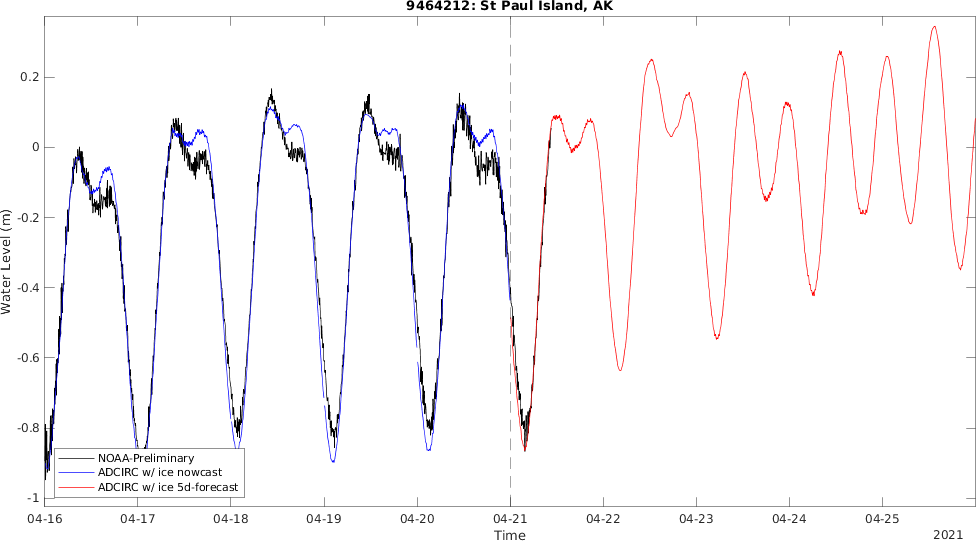 9464212: St Paul Island, AK
0.2
0
-0.2
-0.4
-0.6
-0.8
-1
Water Level (m)
NOAA-Preliminary
ADCIRC w/ ice nowcast
ADCIRC w/ ice 5d-forecast
04-16 04-17 04-18 04-19 04-20 04-21 04-22 04-23 04-24 04-25
Time
2021